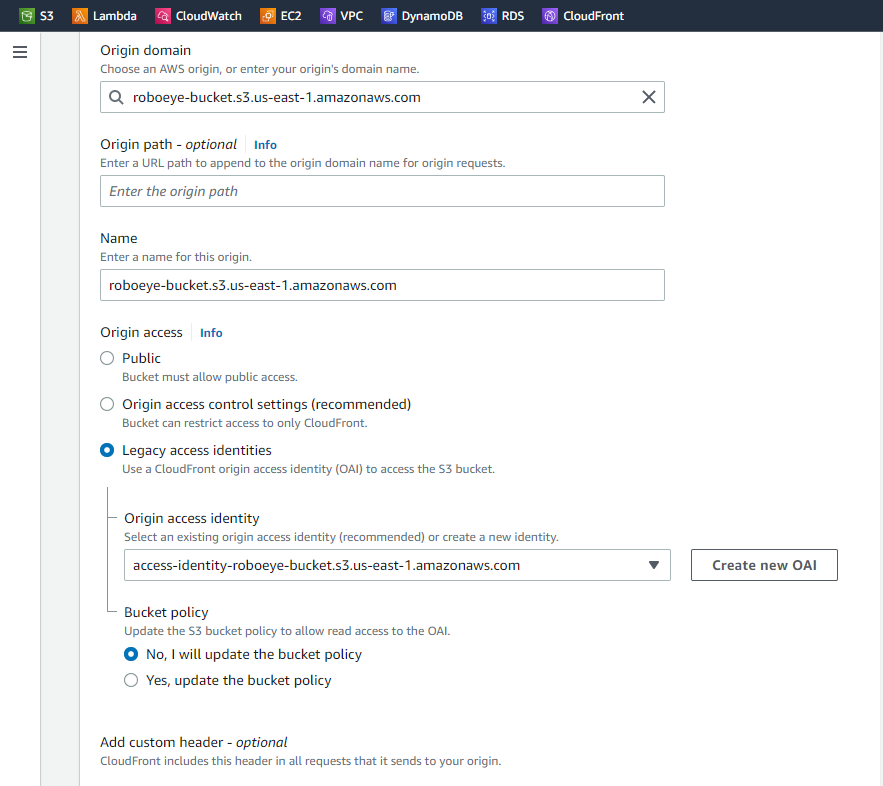 S3 Lambda CloudWatch EC2 VPC DynamoDB RDS CloudFront
Origin domain
Choose an AWS origin, or enter your origin's domain name.
roboeye-bucket.s3.us-east-1.amazonaws.com
Origin path - optional Info
Enter a URL path to append to the origin domain name for origin requests.
Enter the origin path
Name
Enter a name for this origin.
roboeye-bucket.s3.us-east-1.amazonaws.com
Origin access Info
Public
Bucket must allow public access.
Origin access control settings (recommended)
Bucket can restrict access to only CloudFront.
Legacy access identities
Use a CloudFront origin access identity (OAI) to access the S3 bucket.
Origin access identity
Select an existing origin access identity (recommended) or create a new identity.
access-identity-roboeye-bucket.s3.us-east-1.amazonaws.com Create new OAI
Bucket policy
Update the S3 bucket policy to allow read access to the OAI.
No, I will update the bucket policy
Yes, update the bucket policy
Add custom header - optional
CloudFront includes this header in all requests that it sends to your origin.